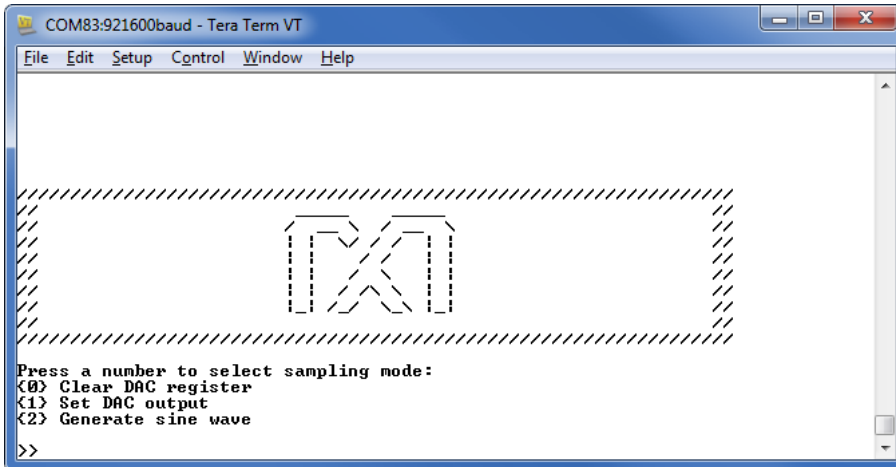 COM83:921600baud - Tera Term VT
File Edit Setup Control Window Help
Press a number to select sampling mode:
{0} Clear DAC register
{1} Set DAC output
{2} Generate sine wave
>>